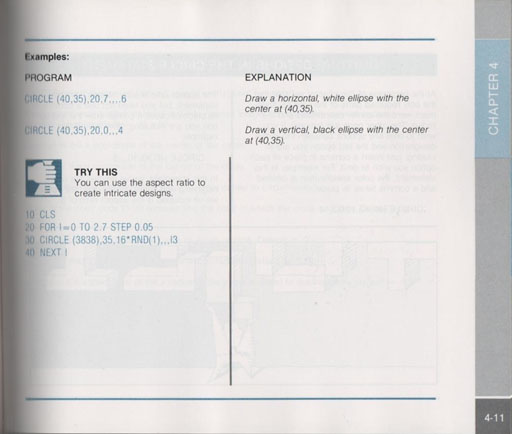 Examples:
PROGRAM
EXPLANATION
CIRCLE (40,35),20,7,,,.6
Draw a horizontal, white ellipse with the
center at (40,35).
CIRCLE (40,35),20,0,,,4
Draw a vertical, black ellipse with the center
at (40,35).
TRY THIS
You can use the aspect ratio to
create intricate designs.
10 CLS
20 FOR I=0 TO 2.7 STEP 0.05
30 CIRCLE (3838),35,16*RND(1),,,I3
40 NEXT I
CHAPTER 4
4-11